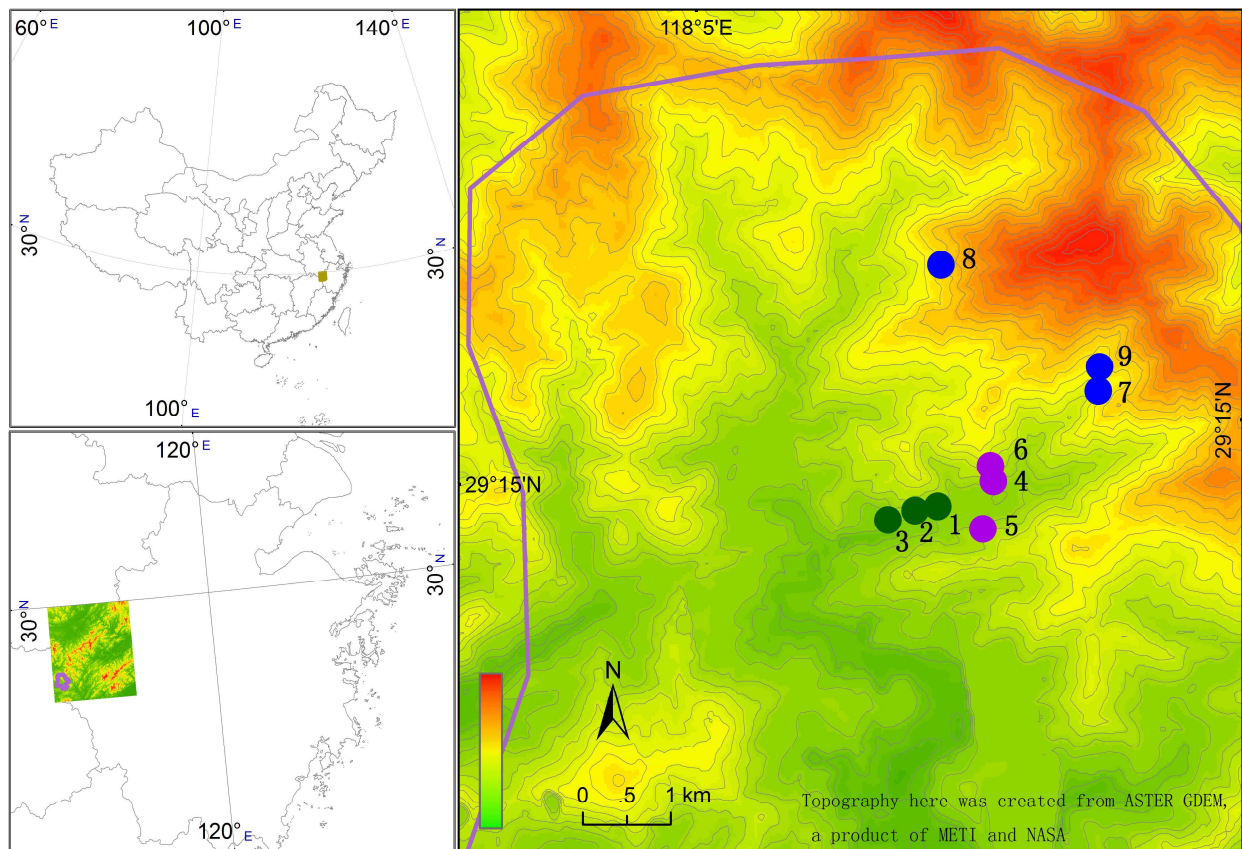 60°E
100°E
140°E
30°N
30°N
100°E
120°E
30°N
30°N
120°E
118°5'E
8
9
7
29°15'N
6
4
29°15'N
1
2
3
5
N
0 .5 1 km
Topography here was created from ASTER GDEM,
a product of METI and NASA